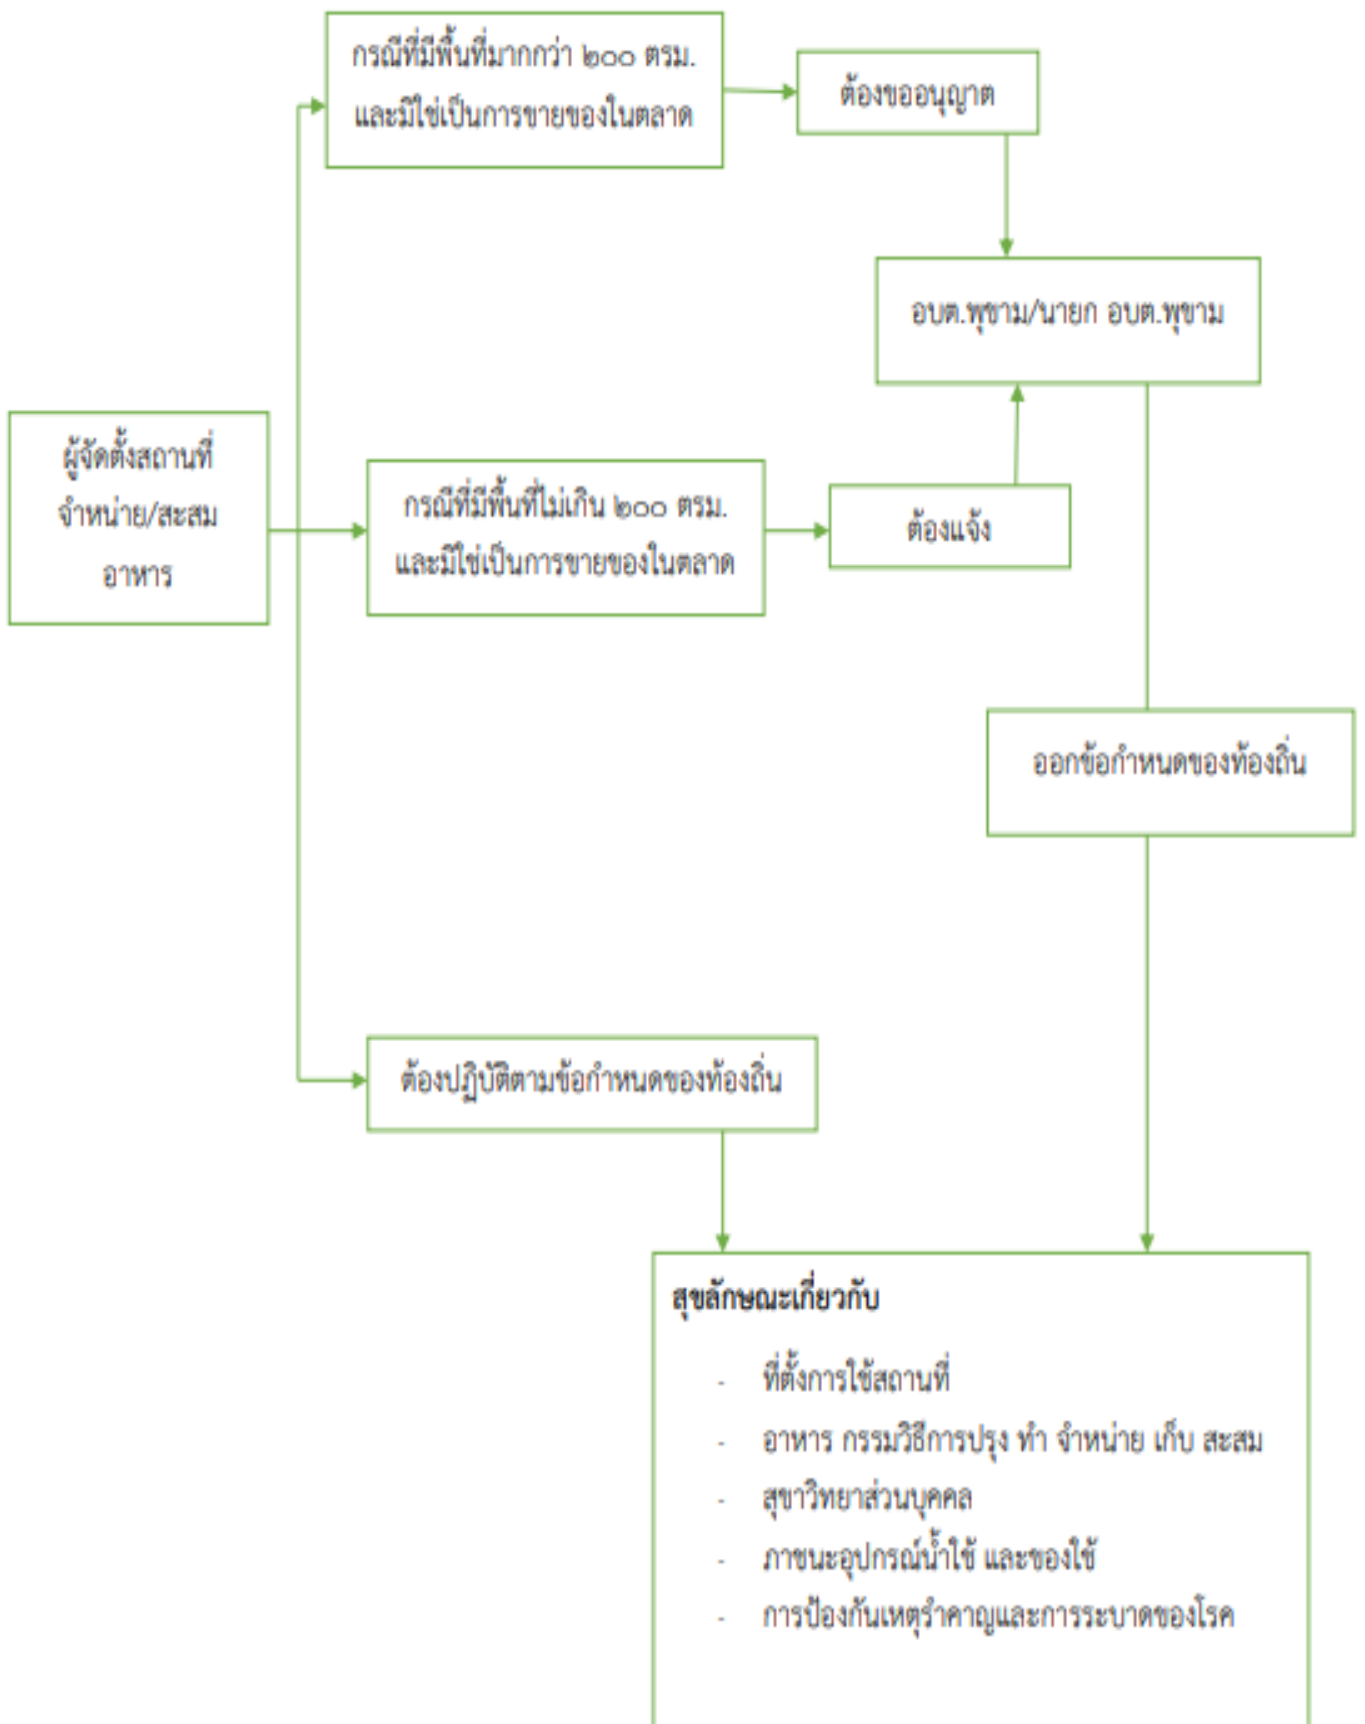 กรณีที่มีพื้นที่มากกว่า ๒๐๐ ตรม.
และมิใช่เป็นการขายของในตลาด
ต้องขออนุญาต
อบต.พุขาม/นายก อบต.พุขาม
ผู้จัดตั้งสถานที่
จำหน่าย/สะสม
อาหาร
กรณีที่มีพื้นที่ไม่เกิน ๒๐๐ ตรม.
และมิใช่เป็นการขายของในตลาด
ต้องแจ้ง
ออกข้อกำหนดของท้องถิ่น
ต้องปฏิบัติตามข้อกำหนดของท้องถิ่น
สุขลักษณะเกี่ยวกับ
- ที่ตั้งการใช้สถานที่
- อาหาร กรรมวิธีการปรุง ทำ จำหน่าย เก็บ สะสม
- สุขาวิทยาส่วนบุคคล
- ภาชนะอุปกรณ์น้ำใช้ และของใช้
- การป้องกันเหตุรำคาญและการระบาดของโรค